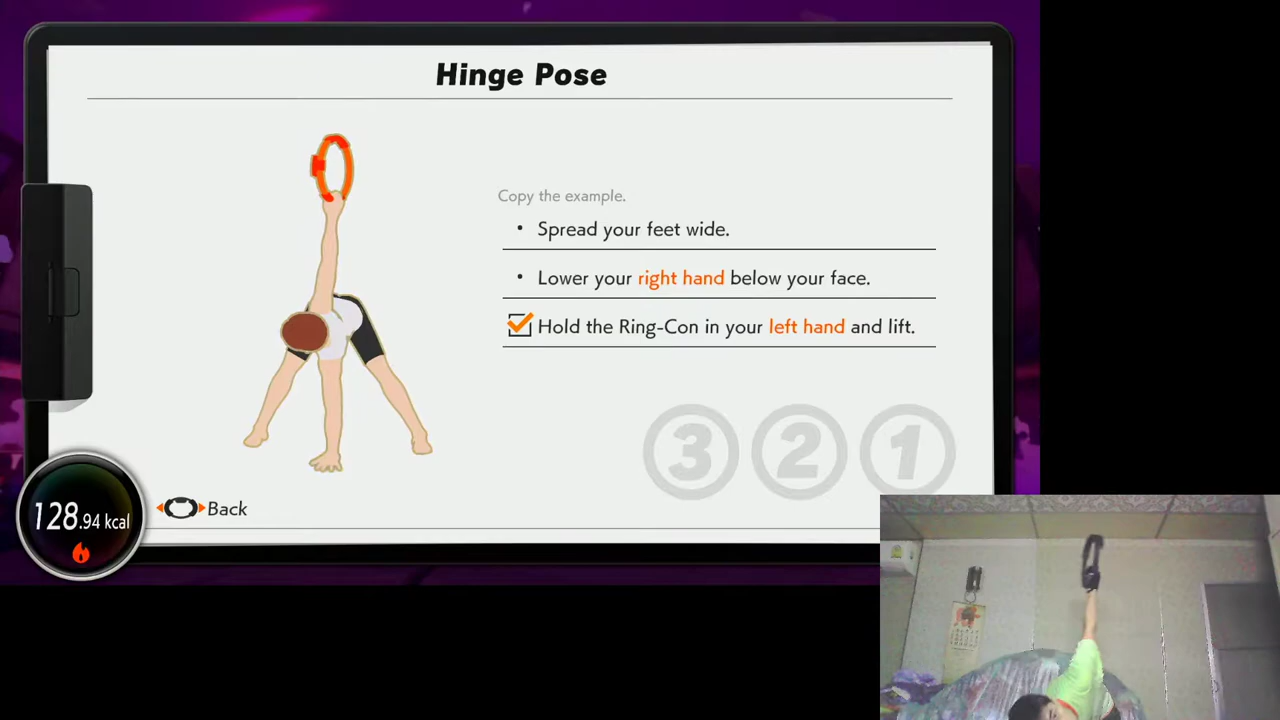 Hinge Pose
Copy the example.
• Spread your feet wide.
• Lower your right hand below your face.
Hold the Ring-Con in your left hand and lift.
3 2 1
128.94 kcal
Back